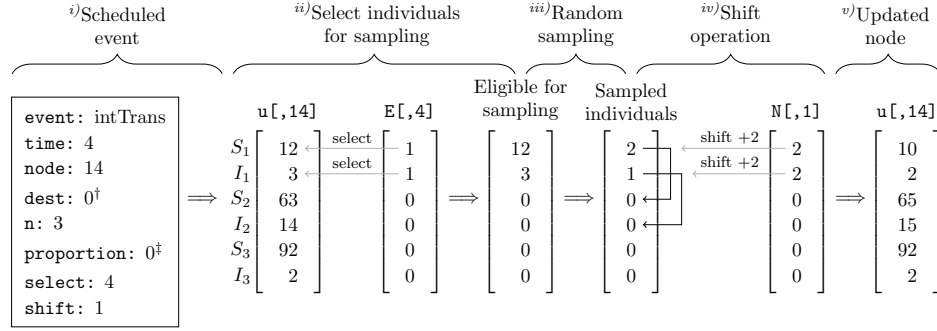 i)Scheduled event
ii)Select individuals for sampling
iii)Random sampling
iv)Shift operation
v)Updated node
event: intTrans
time: 4
node: 14
dest: 0†
n: 3
proportion: 0‡
select: 4
shift: 1
⟹
u[,14]
E[,4]
S1 12 select 1
I1 3 select 1
S2 63 0
I2 14 0
S3 92 0
I3 2 0
⟹
Eligible for sampling
12
3
0
0
0
0
⟹
Sampled individuals
2
1
0
0
0
0
N[,1]
shift +2 2
shift +2 2
0
0
0
0
⟹
u[,14]
10
2
65
15
92
2